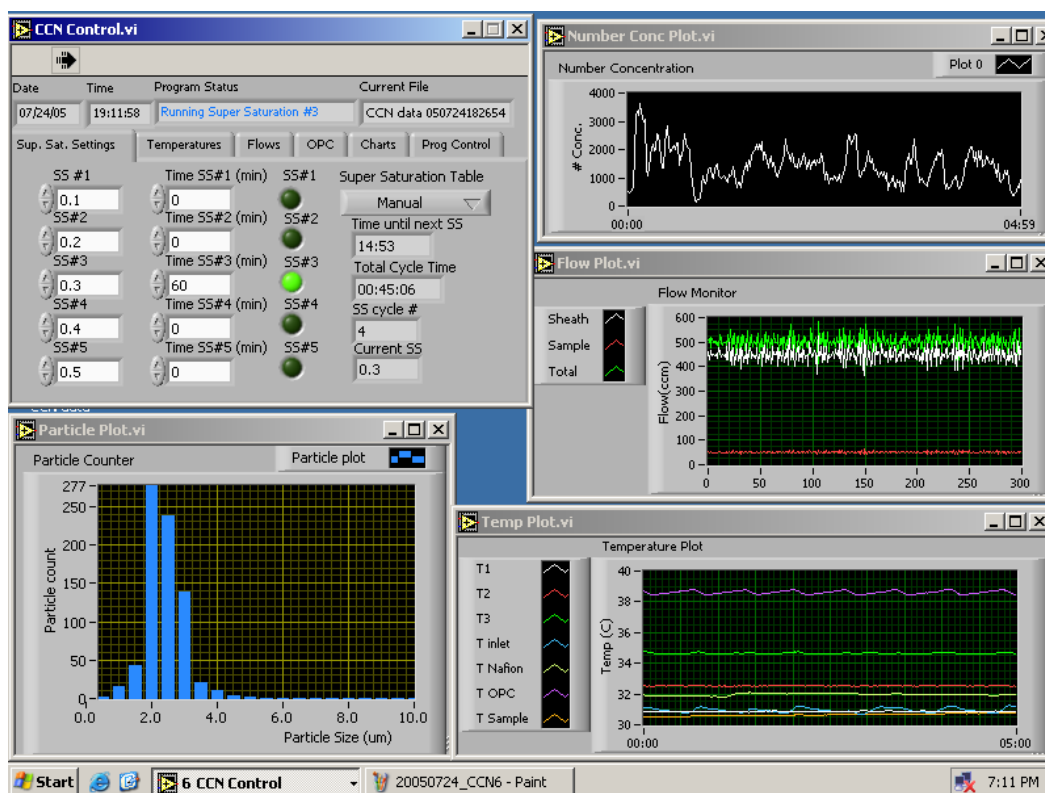 CCN Control.vi
Date Time Program Status Current File
07/24/05 19:11:58 Running Super Saturation #3 CCN data 050724182654
Sup. Sat. Settings Temperatures Flows OPC Charts Prog Control
SS #1 Time SS#1 (min) SS#1 Super Saturation Table
0.1 0 Manual
SS#2 Time SS#2 (min) SS#2 Time until next SS
0.2 0 14:53
SS#3 Time SS#3 (min) SS#3 Total Cycle Time
0.3 60 00:45:06
SS#4 Time SS#4 (min) SS#4 SS cycle #
0.4 0 4
SS#5 Time SS#5 (min) SS#5 Current SS
0.5 0 0.3
Number Conc Plot.vi
Number Concentration Plot 0
# Conc.
4000
3000
2000
1000
0
00:00 04:59
Flow Plot.vi
Flow Monitor
Sheath
Sample
Total
Flow(ccm)
600
500
400
300
200
100
0
0 50 100 150 200 250 300
CCN data
Particle Plot.vi
Particle Counter Particle plot
Particle count
277
250
200
150
100
50
0
0.0 2.0 4.0 6.0 8.0 10.0
Particle Size (um)
Temp Plot.vi
Temperature Plot
T1
T2
T3
T inlet
T Nafion
T OPC
T Sample
Temp (C)
40
38
36
34
32
30
00:00 05:00
Start 6 CCN Control 20050724_CCN6 - Paint 7:11 PM